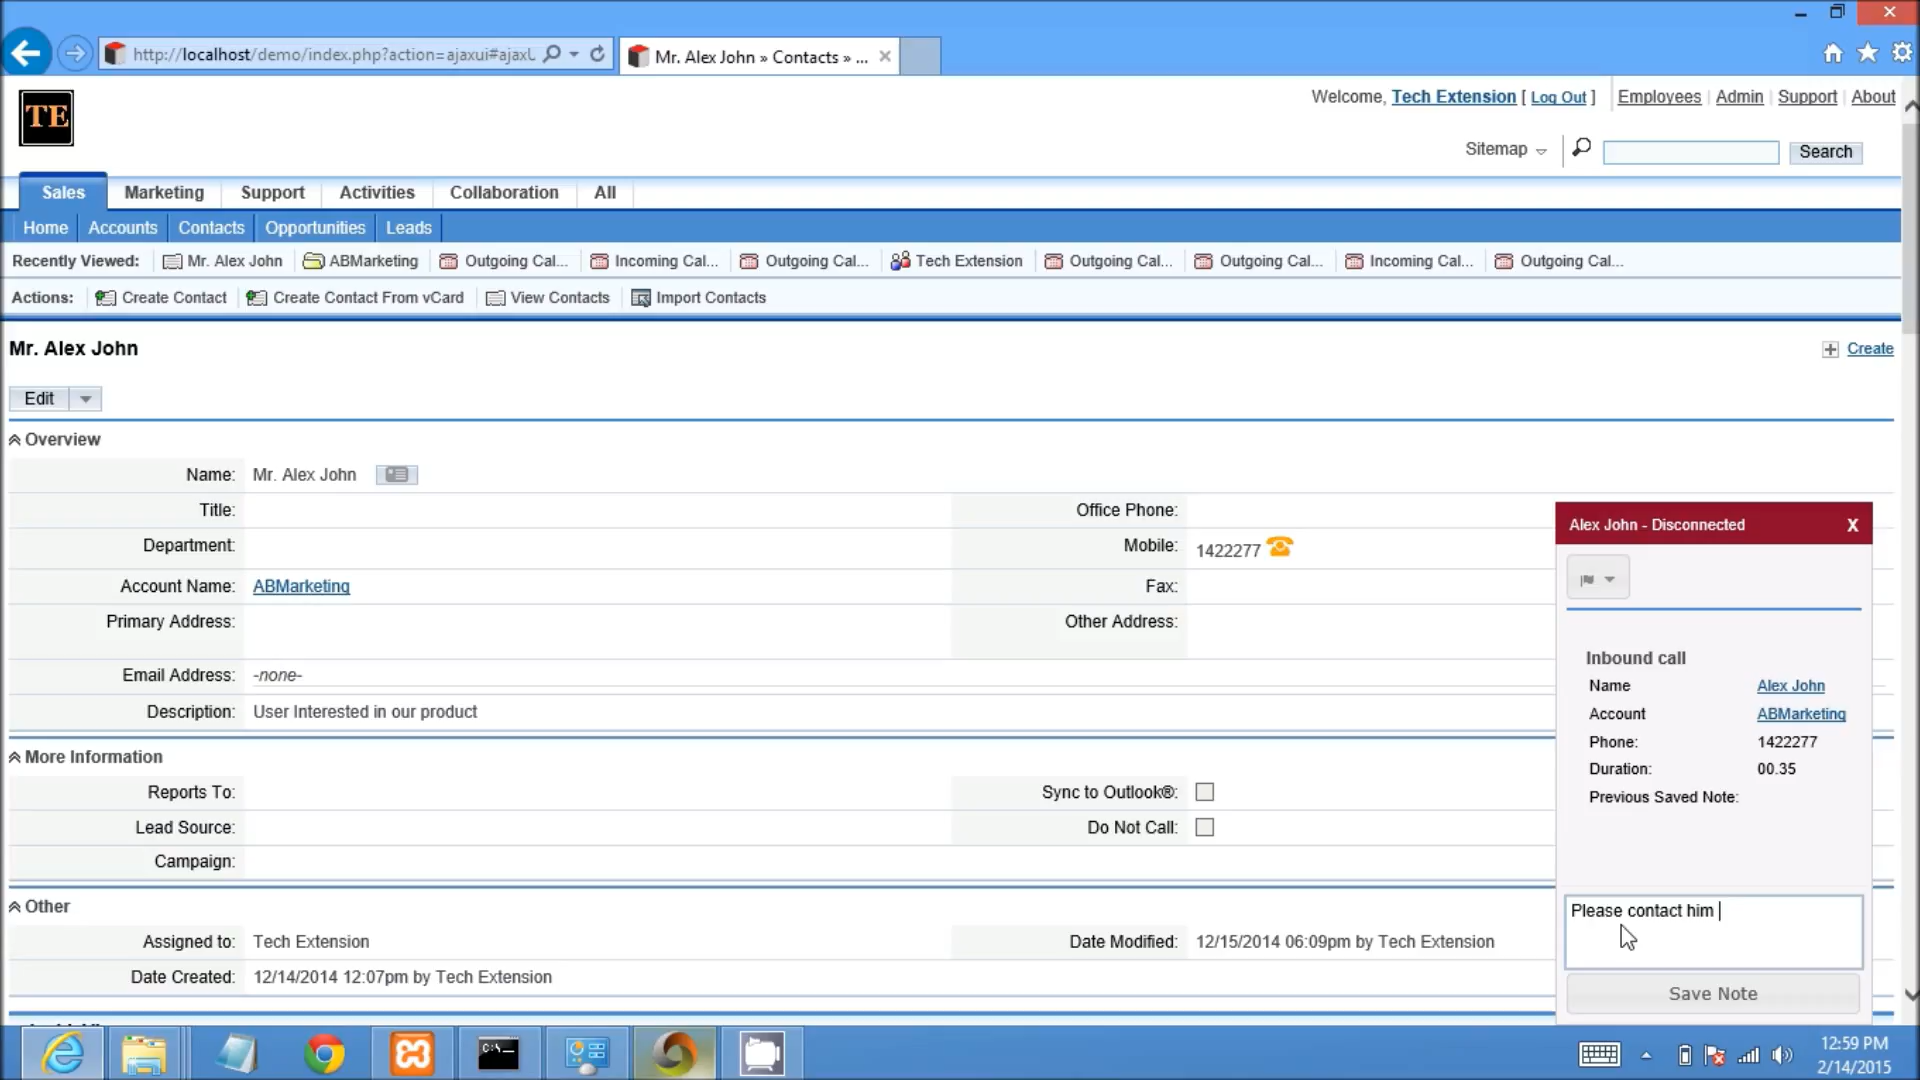 http://localhost/demo/index.php?action=ajaxui#ajaxU
Mr. Alex John » Contacts » ...
TE
Welcome, Tech Extension [ Log Out ] Employees Admin Support About
Sitemap
Search
Sales Marketing Support Activities Collaboration All
Home Accounts Contacts Opportunities Leads
Recently Viewed: Mr. Alex John ABMarketing Outgoing Cal... Incoming Cal... Outgoing Cal... Tech Extension Outgoing Cal... Outgoing Cal... Incoming Cal... Outgoing Cal...
Actions: Create Contact Create Contact From vCard View Contacts Import Contacts
Mr. Alex John
Create
Edit
Overview
Name: Mr. Alex John
Title: Office Phone:
Department: Mobile: 1422277
Account Name: ABMarketing Fax:
Primary Address: Other Address:
Email Address: -none-
Description: User Interested in our product
More Information
Reports To: Sync to Outlook®:
Lead Source: Do Not Call:
Campaign:
Other
Assigned to: Tech Extension Date Modified: 12/15/2014 06:09pm by Tech Extension
Date Created: 12/14/2014 12:07pm by Tech Extension
Alex John - Disconnected X
Inbound call
Name Alex John
Account ABMarketing
Phone: 1422277
Duration: 00.35
Previous Saved Note:
Please contact him
Save Note
C:\.
12:59 PM
2/14/2015